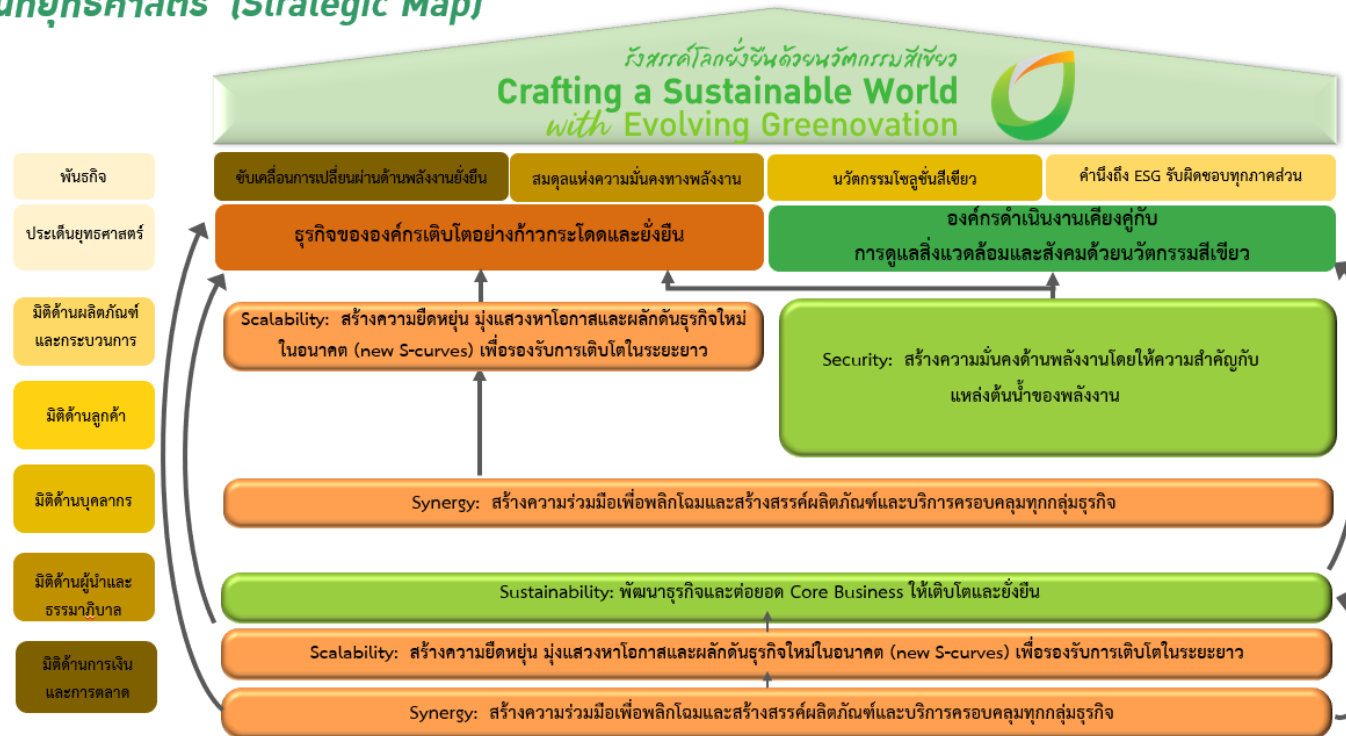 นที่ยุทธศาสตร์ (Strategic Map)
รังสรรค์โลกยั่งยืนด้วยนวัตกรรมสีเขียว
Crafting a Sustainable World
with Evolving Greenovation
พันธกิจ
ขับเคลื่อนการเปลี่ยนผ่านด้านพลังงานยั่งยืน
สมดุลแห่งความมั่นคงทางพลังงาน
นวัตกรรมโซลูชั่นสีเขียว
คำนึงถึง ESG รับผิดชอบทุกภาคส่วน
ประเด็นยุทธศาสตร์
ธุรกิจขององค์กรเติบโตอย่างก้าวกระโดดและยั่งยืน
องค์กรดำเนินงานเคียงคู่กับ
การดูแลสิ่งแวดล้อมและสังคมด้วยนวัตกรรมสีเขียว
มิติด้านผลิตภัณฑ์
และกระบวนการ
Scalability: สร้างความยืดหยุ่น มุ่งแสวงหาโอกาสและผลักดันธุรกิจใหม่
ในอนาคต (new S-curves) เพื่อรองรับการเติบโตในระยะยาว
Security: สร้างความมั่นคงด้านพลังงานโดยให้ความสำคัญกับ
แหล่งต้นน้ำของพลังงาน
มิติด้านลูกค้า
มิติด้านบุคลากร
Synergy: สร้างความร่วมมือเพื่อพลิกโฉมและสร้างสรรค์ผลิตภัณฑ์และบริการครอบคลุมทุกกลุ่มธุรกิจ
มิติด้านผู้นำและ
ธรรมาภิบาล
Sustainability: พัฒนาธุรกิจและต่อยอด Core Business ให้เติบโตและยั่งยืน
มิติด้านการเงิน
และการตลาด
Scalability: สร้างความยืดหยุ่น มุ่งแสวงหาโอกาสและผลักดันธุรกิจใหม่ในอนาคต (new S-curves) เพื่อรองรับการเติบโตในระยะยาว
Synergy: สร้างความร่วมมือเพื่อพลิกโฉมและสร้างสรรค์ผลิตภัณฑ์และบริการครอบคลุมทุกกลุ่มธุรกิจ